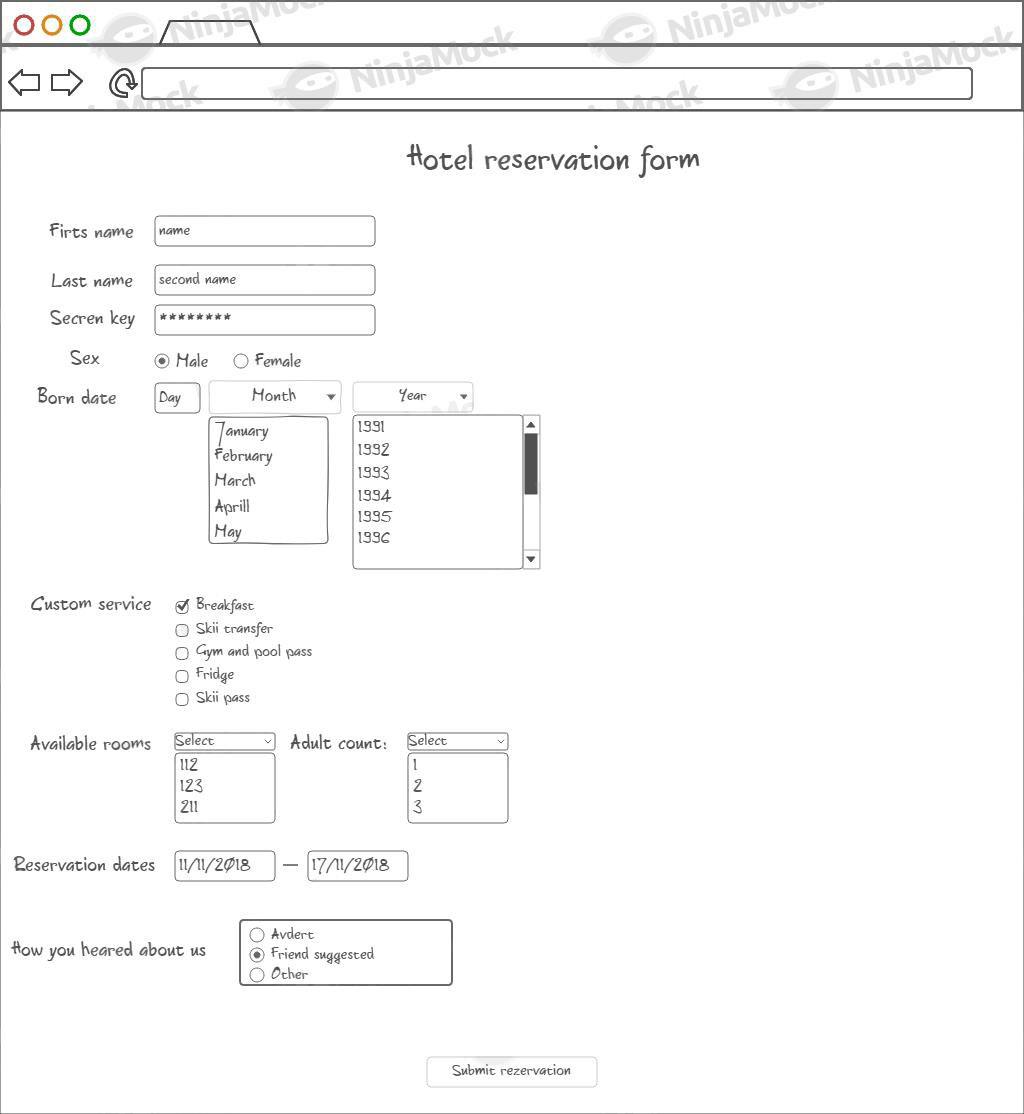 NinjaMock
NinjaMock
NinjaMock
NinjaMock
Mock
NinjaMock
Hotel reservation form
Firts name name
Last name second name
Secren key ********
Sex Male Female
Born date Day Month Year
January
February
March
Aprill
May
1991
1992
1993
1994
1995
1996
Custom service Breakfast
Skii transfer
Gym and pool pass
Fridge
Skii pass
Available rooms Select Adult count: Select
112
123
211
1
2
3
Reservation dates 11/11/2018 — 17/11/2018
How you heared about us
Avdert
Friend suggested
Other
Submit rezervation